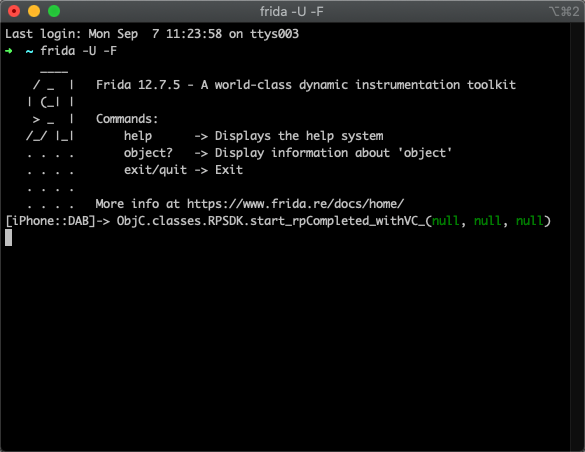 frida -U -F
⌥⌘2
Last login: Mon Sep  7 11:23:58 on ttys003
➜  ~ frida -U -F
     ____
    / _  |   Frida 12.7.5 - A world-class dynamic instrumentation toolkit
   | (_| |
    > _  |   Commands:
   /_/ |_|       help      -> Displays the help system
   . . . .       object?   -> Display information about 'object'
   . . . .       exit/quit -> Exit
   . . . .
   . . . .   More info at https://www.frida.re/docs/home/
[iPhone::DAB]-> ObjC.classes.RPSDK.start_rpCompleted_withVC_(null, null, null)